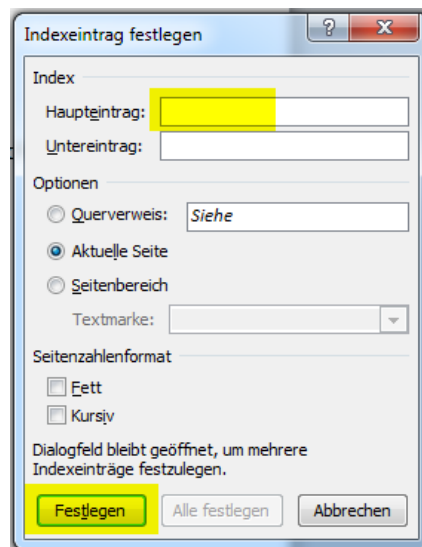 Indexeintrag festlegen
Index
Haupteintrag:
Untereintrag:
Optionen
Querverweis: Siehe
Aktuelle Seite
Seitenbereich
Textmarke:
Seitenzahlenformat
Fett
Kursiv
Dialogfeld bleibt geöffnet, um mehrere
Indexeinträge festzulegen.
Festlegen Alle festlegen Abbrechen